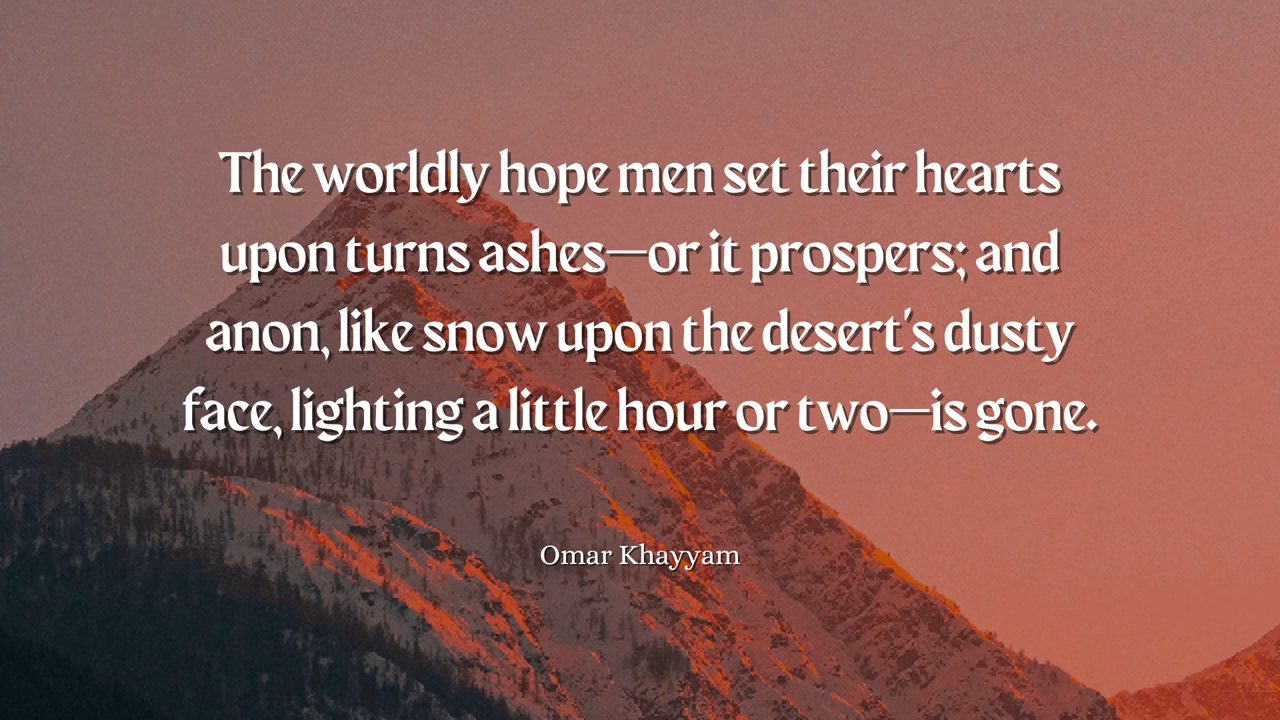 The worldly hope men set their hearts
upon turns ashes—or it prospers; and
anon, like snow upon the desert's dusty
face, lighting a little hour or two—is gone.
Omar Khayyam